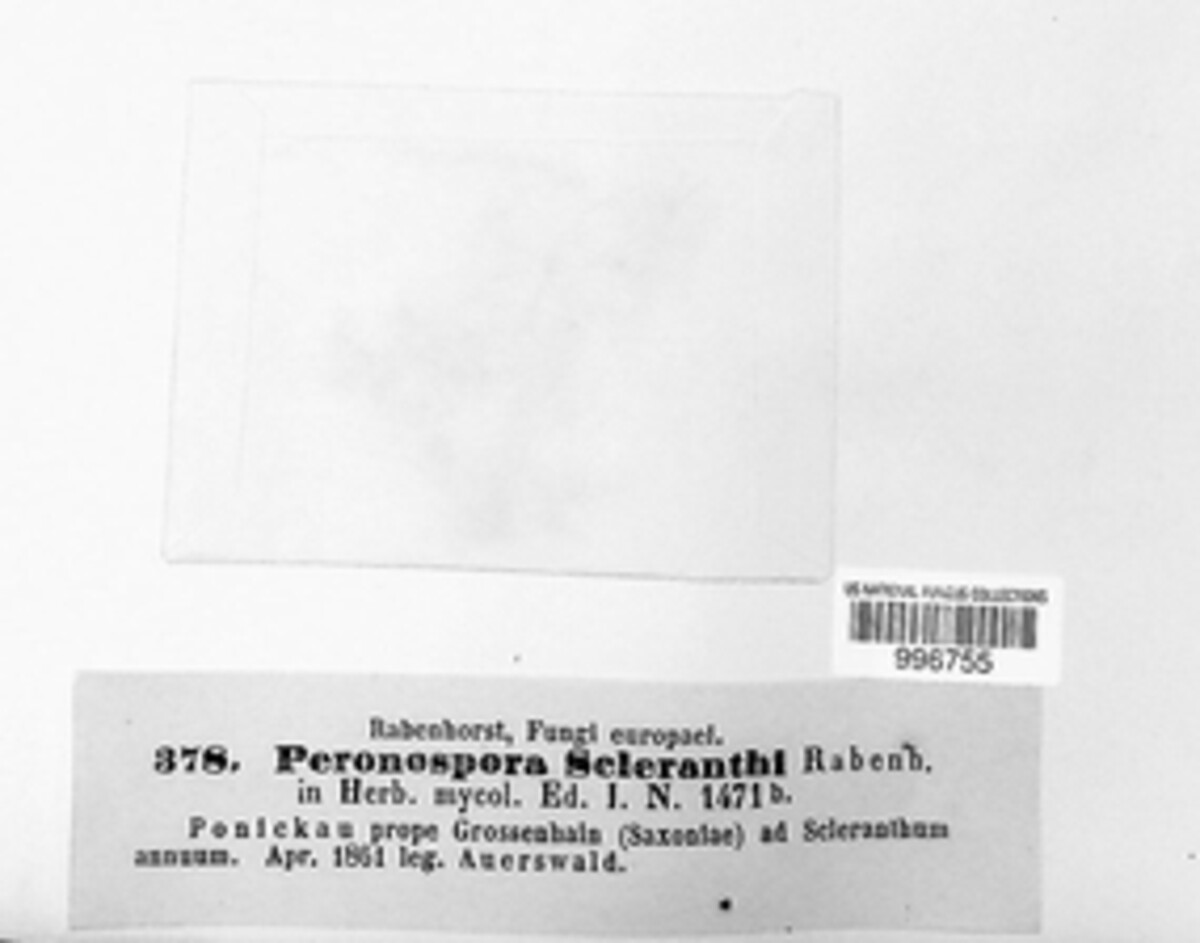 US NATIONAL FUNGUS COLLECTIONS
996755
Rabenhorst, Fungi europaei.
378. Peronospora Scleranthi Rabenh.
in Herb. mycol. Ed. I. N. 1471 b.
Ponickau prope Grossenhain (Saxoniae) ad Scleranthum
annuum. Apr. 1861 leg. Auerswald.